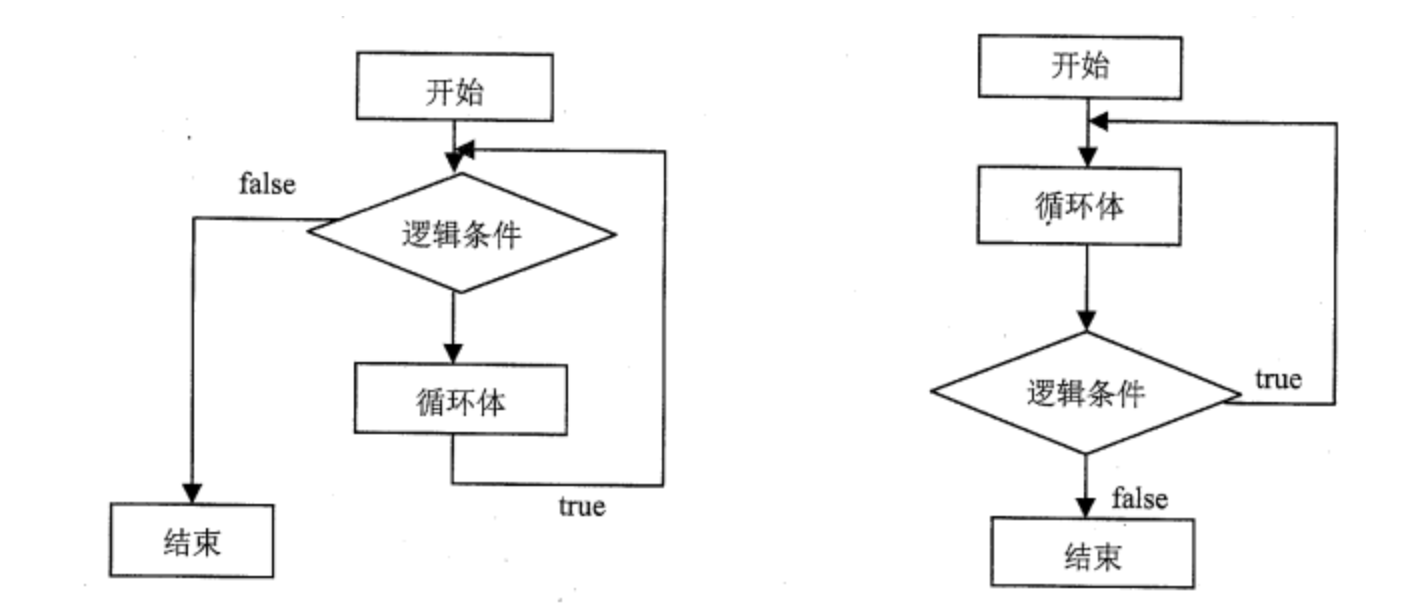 开始
false
逻辑条件
循环体
true
结束
开始
循环体
逻辑条件
true
false
结束